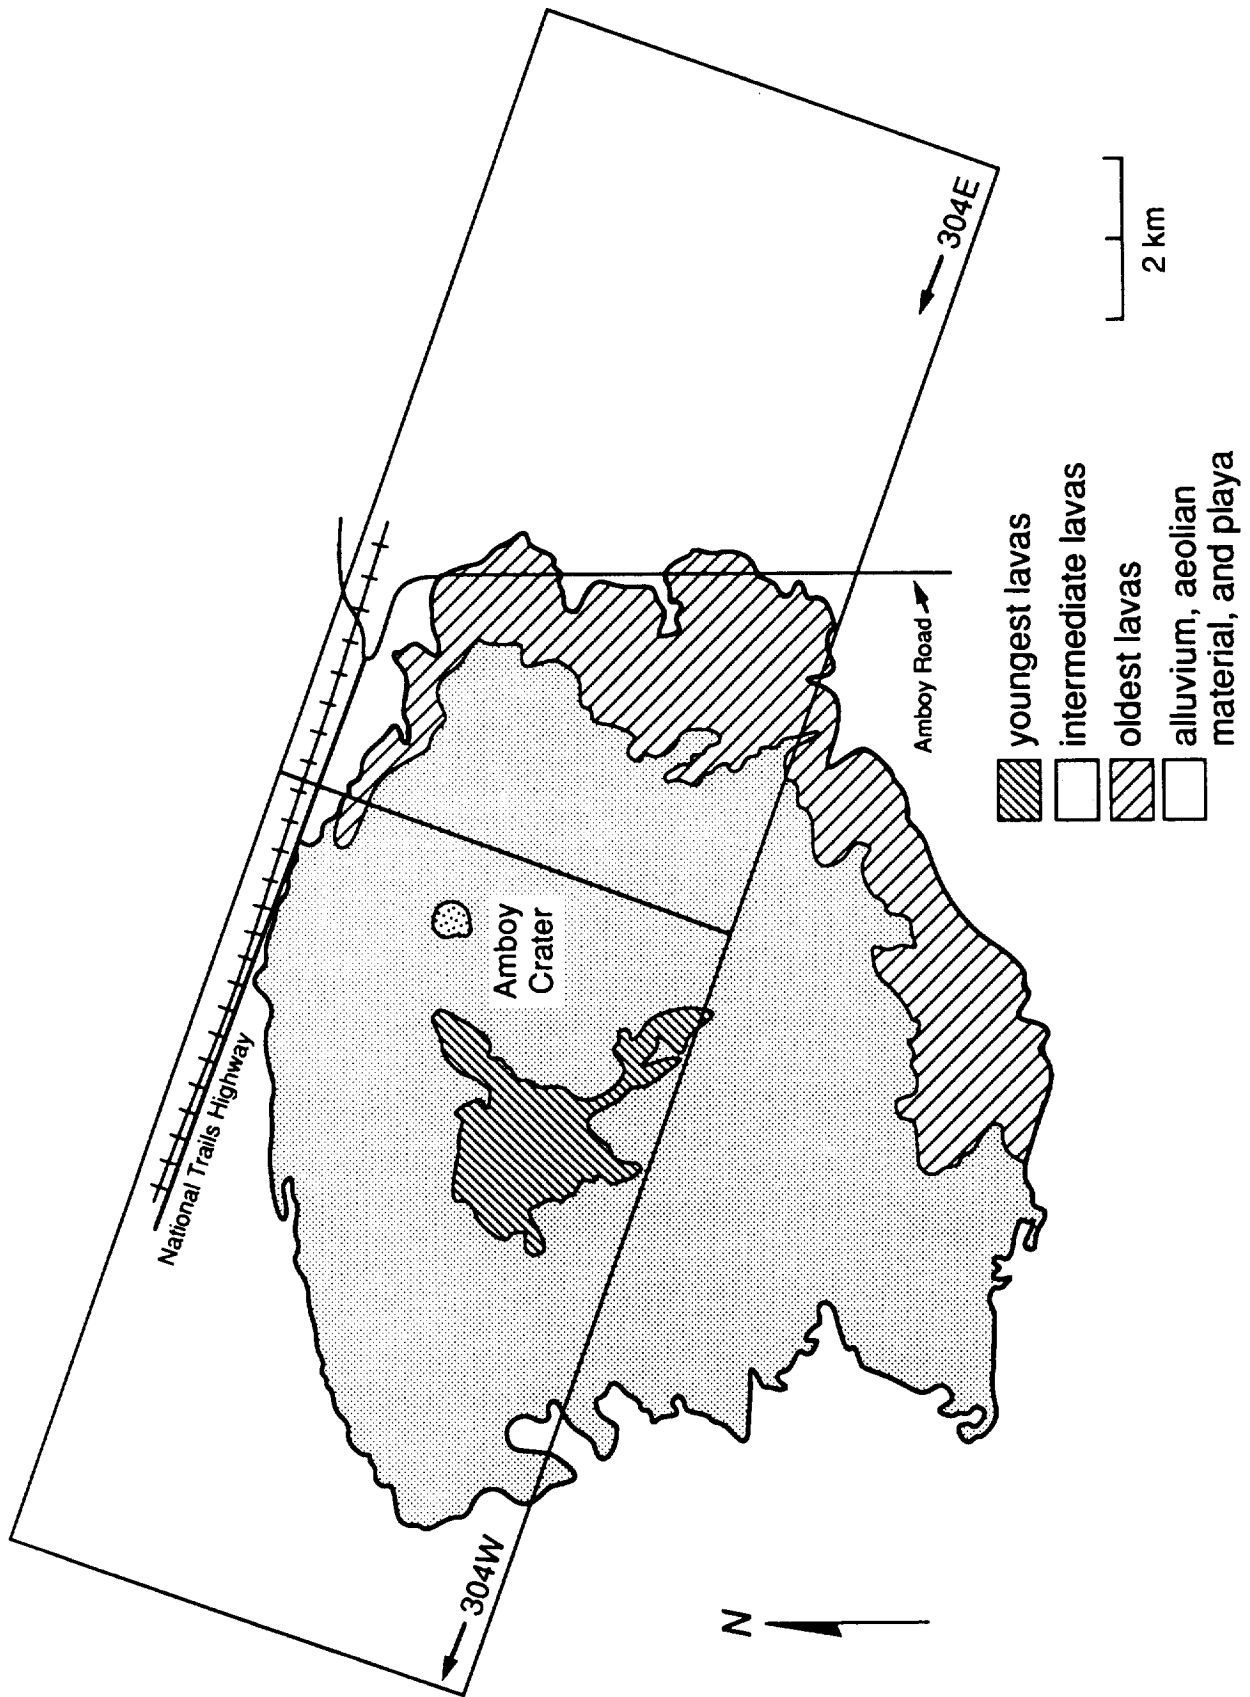 National Trails Highway
304E
304W
Amboy
Crater
Amboy Road
N
2 km
youngest lavas
intermediate lavas
oldest lavas
alluvium, aeolian
material, and playa